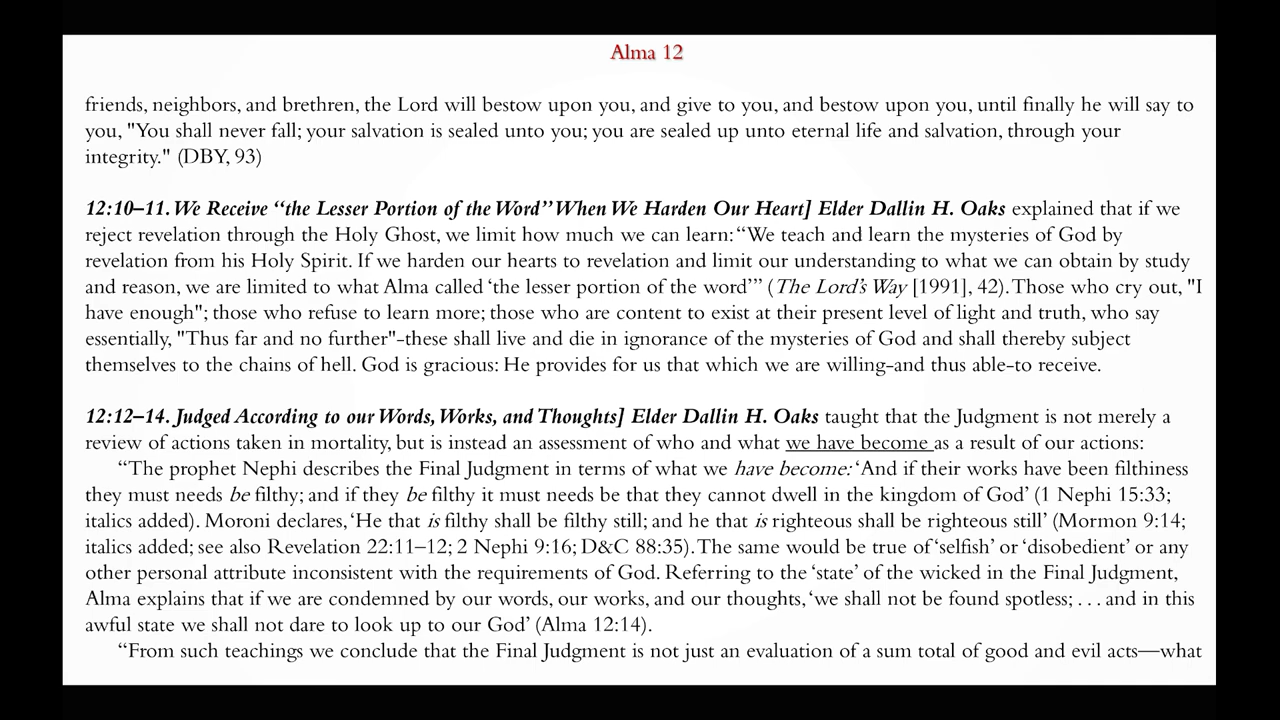 Alma 12
friends, neighbors, and brethren, the Lord will bestow upon you, and give to you, and bestow upon you, until finally he will say to
you, "You shall never fall; your salvation is sealed unto you; you are sealed up unto eternal life and salvation, through your
integrity." (DBY, 93)
12:10–11. We Receive “the Lesser Portion of the Word” When We Harden Our Heart] Elder Dallin H. Oaks explained that if we
reject revelation through the Holy Ghost, we limit how much we can learn: “We teach and learn the mysteries of God by
revelation from his Holy Spirit. If we harden our hearts to revelation and limit our understanding to what we can obtain by study
and reason, we are limited to what Alma called ‘the lesser portion of the word’” (The Lord’s Way [1991], 42). Those who cry out, "I
have enough"; those who refuse to learn more; those who are content to exist at their present level of light and truth, who say
essentially, "Thus far and no further"-these shall live and die in ignorance of the mysteries of God and shall thereby subject
themselves to the chains of hell. God is gracious: He provides for us that which we are willing-and thus able-to receive.
12:12–14. Judged According to our Words, Works, and Thoughts] Elder Dallin H. Oaks taught that the Judgment is not merely a
review of actions taken in mortality, but is instead an assessment of who and what we have become as a result of our actions:
“The prophet Nephi describes the Final Judgment in terms of what we have become: ‘And if their works have been filthiness
they must needs be filthy; and if they be filthy it must needs be that they cannot dwell in the kingdom of God’ (1 Nephi 15:33;
italics added). Moroni declares, ‘He that is filthy shall be filthy still; and he that is righteous shall be righteous still’ (Mormon 9:14;
italics added; see also Revelation 22:11–12; 2 Nephi 9:16; D&C 88:35). The same would be true of ‘selfish’ or ‘disobedient’ or any
other personal attribute inconsistent with the requirements of God. Referring to the ‘state’ of the wicked in the Final Judgment,
Alma explains that if we are condemned by our words, our works, and our thoughts, ‘we shall not be found spotless; . . . and in this
awful state we shall not dare to look up to our God’ (Alma 12:14).
“From such teachings we conclude that the Final Judgment is not just an evaluation of a sum total of good and evil acts—what